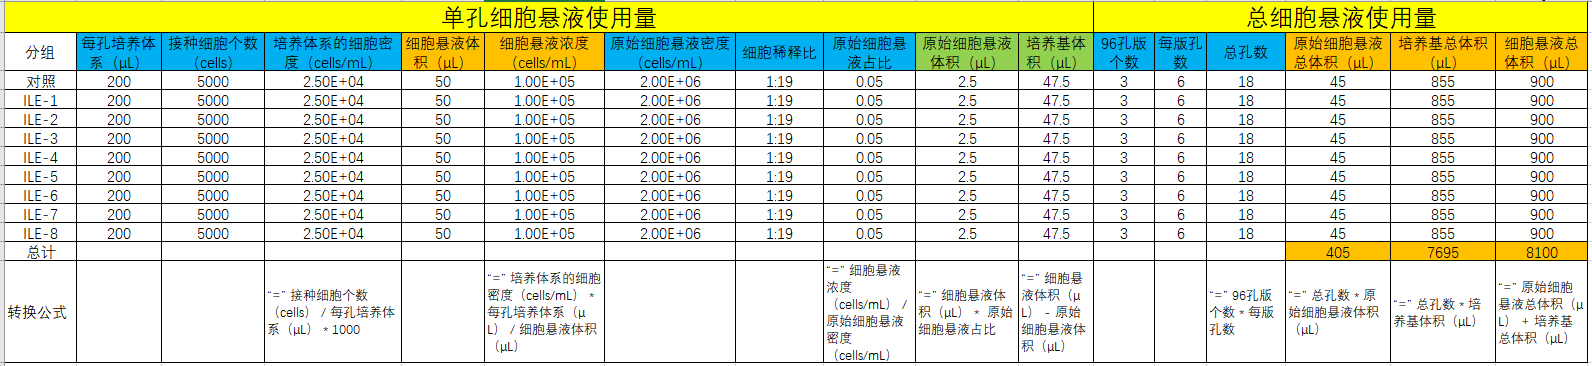 单孔细胞悬液使用量 总细胞悬液使用量
分组 每孔培养体系（μL） 接种细胞个数（cells） 培养体系的细胞密度（cells/mL） 细胞悬液体积（μL） 细胞悬液浓度（cells/mL） 原始细胞悬液密度（cells/mL） 细胞稀释比 原始细胞悬液占比 原始细胞悬液体积（μL） 培养基体积（μL） 96孔版个数 每版孔数 总孔数 原始细胞悬液总体积（μL） 培养基总体积（μL） 细胞悬液总体积（μL）
对照 200 5000 2.50E+04 50 1.00E+05 2.00E+06 1:19 0.05 2.5 47.5 3 6 18 45 855 900
ILE-1 200 5000 2.50E+04 50 1.00E+05 2.00E+06 1:19 0.05 2.5 47.5 3 6 18 45 855 900
ILE-2 200 5000 2.50E+04 50 1.00E+05 2.00E+06 1:19 0.05 2.5 47.5 3 6 18 45 855 900
ILE-3 200 5000 2.50E+04 50 1.00E+05 2.00E+06 1:19 0.05 2.5 47.5 3 6 18 45 855 900
ILE-4 200 5000 2.50E+04 50 1.00E+05 2.00E+06 1:19 0.05 2.5 47.5 3 6 18 45 855 900
ILE-5 200 5000 2.50E+04 50 1.00E+05 2.00E+06 1:19 0.05 2.5 47.5 3 6 18 45 855 900
ILE-6 200 5000 2.50E+04 50 1.00E+05 2.00E+06 1:19 0.05 2.5 47.5 3 6 18 45 855 900
ILE-7 200 5000 2.50E+04 50 1.00E+05 2.00E+06 1:19 0.05 2.5 47.5 3 6 18 45 855 900
ILE-8 200 5000 2.50E+04 50 1.00E+05 2.00E+06 1:19 0.05 2.5 47.5 3 6 18 45 855 900
总计 405 7695 8100
转换公式 “=” 接种细胞个数（cells）/ 每孔培养体系（μL）* 1000 “=” 培养体系的细胞密度（cells/mL）* 每孔培养体系（μL）/ 细胞悬液体积（μL） “=” 细胞悬液浓度（cells/mL）/ 原始细胞悬液密度（cells/mL） “=” 细胞悬液体积（μL）* 原始细胞悬液占比 “=” 细胞悬液体积（μL）- 原始细胞悬液体积（μL） “=” 96孔版个数 * 每版孔数 “=” 总孔数 * 原始细胞悬液体积（μL） “=” 总孔数 * 培养基体积（μL） “=” 原始细胞悬液总体积（μL）+ 培养基总体积（μL）